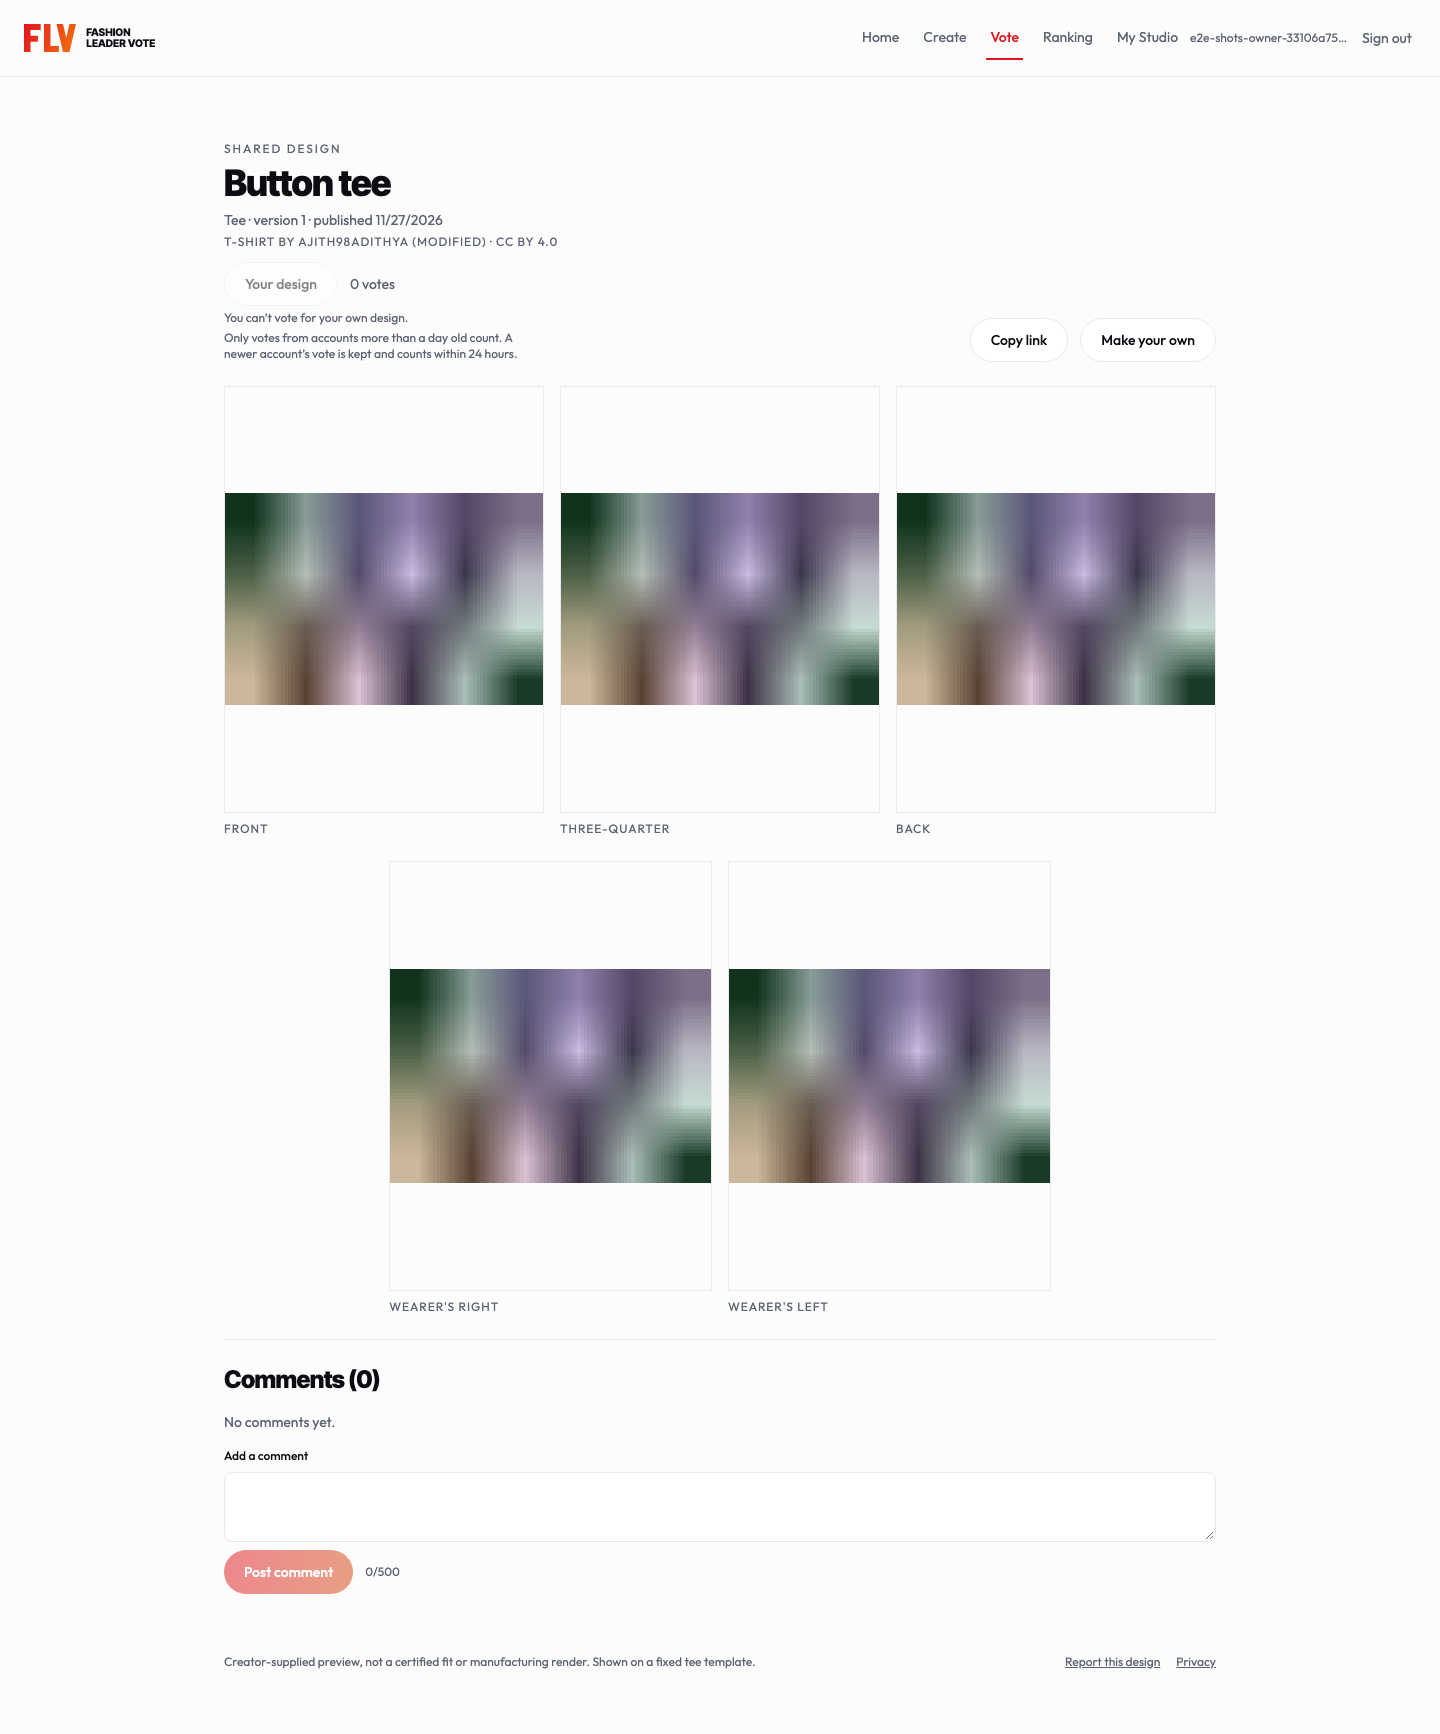 FLV FASHION
LEADER VOTE
Home Create Vote Ranking My Studio e2e-shots-owner-33106a75... Sign out
SHARED DESIGN
Button tee
Tee · version 1 · published 11/27/2026
T-SHIRT BY AJITH98ADITHYA (MODIFIED) · CC BY 4.0
Your design 0 votes
You can't vote for your own design.
Only votes from accounts more than a day old count. A
newer account's vote is kept and counts within 24 hours.
Copy link Make your own
FRONT THREE-QUARTER BACK
WEARER'S RIGHT WEARER'S LEFT
Comments (0)
No comments yet.
Add a comment
Post comment 0/500
Creator-supplied preview, not a certified fit or manufacturing render. Shown on a fixed tee template. Report this design Privacy